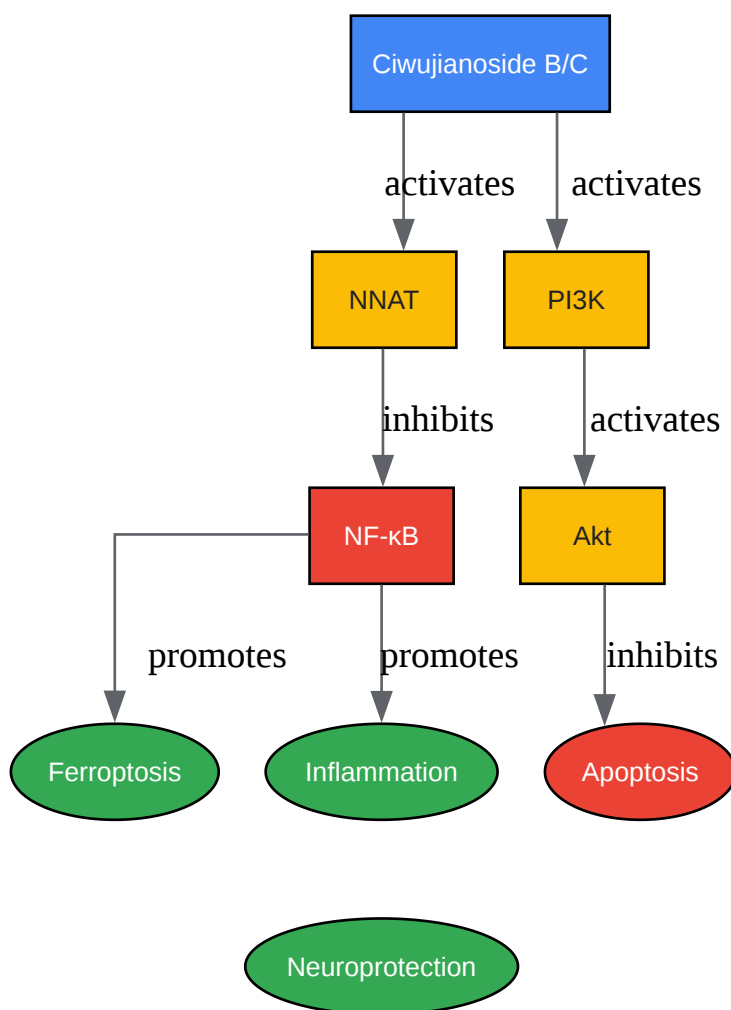 Ciwujianoside B/C
activates
activates
NNAT
PI3K
inhibits
activates
NF-κB
Akt
promotes
promotes
inhibits
Ferroptosis
Inflammation
Apoptosis
Neuroprotection